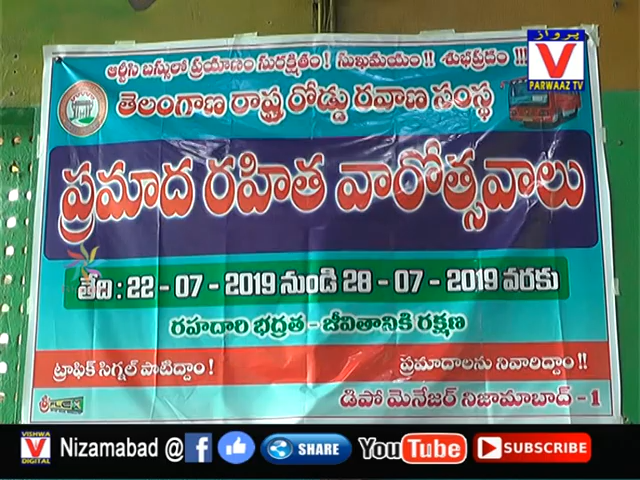 ఆర్టీసి బస్సులో ప్రయాణం సురక్షితం! సుఖమయం!! శుభప్రదం!!!
తెలంగాణ రాష్ట్ర రోడ్డు రవాణ సంస్థ
پرواز
V
PARWAAZ TV
ప్రమాద రహిత వారోత్సవాలు
తేది : 22 - 07 - 2019 నుండి 28 - 07 - 2019 వరకు
రహదారి భద్రత - జీవితానికి రక్షణ
ట్రాఫిక్ సిగ్నల్ పాటిద్దాం! ప్రమాదాలను నివారిద్దాం!!
డిపో మెనేజర్ నిజామాబాద్ - 1
VISHWA
V
DIGITAL
Nizamabad @ f SHARE YouTube SUBSCRIBE